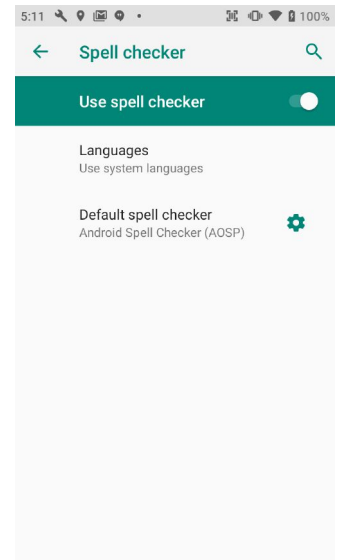 5:11 100%
Spell checker
Use spell checker
Languages
Use system languages
Default spell checker
Android Spell Checker (AOSP)